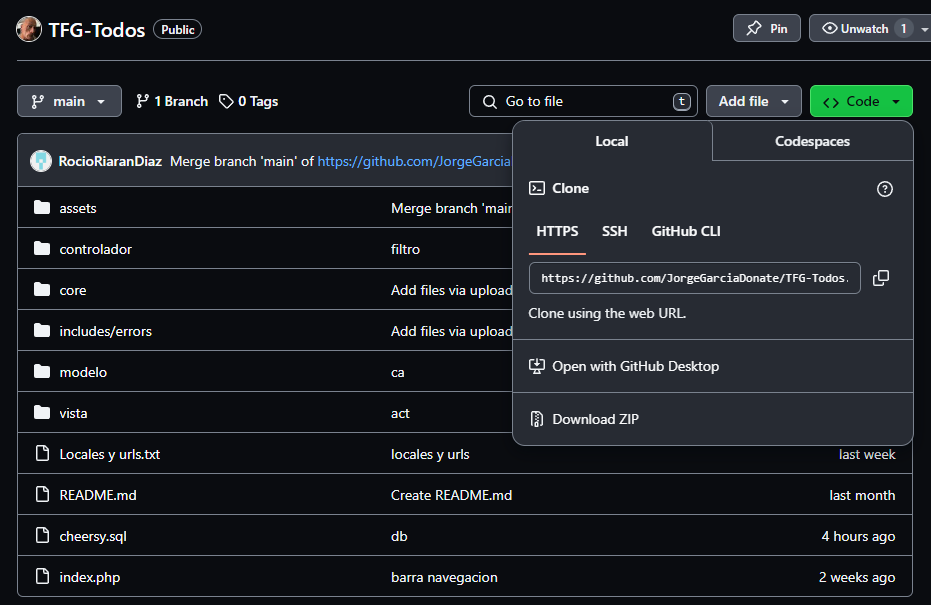 TFG-Todos Public Pin Unwatch 1
main 1 Branch 0 Tags Go to file t Add file Code
Local Codespaces
RocioRiaranDiaz Merge branch 'main' of https://github.com/JorgeGarcia
Clone
assets Merge branch 'main
HTTPS SSH GitHub CLI
controlador filtro
https://github.com/JorgeGarciaDonate/TFG-Todos.
core Add files via upload
Clone using the web URL.
includes/errors Add files via upload
Open with GitHub Desktop
modelo ca
vista act
Download ZIP
Locales y urls.txt locales y urls last week
README.md Create README.md last month
cheersy.sql db 4 hours ago
index.php barra navegacion 2 weeks ago